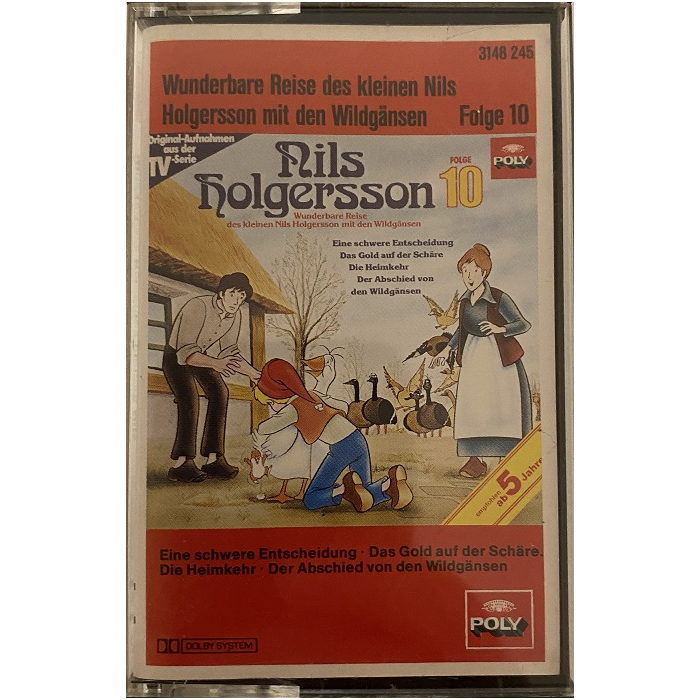 3148 245
Wunderbare Reise des kleinen Nils
Holgersson mit den Wildgänsen Folge 10
Original-Aufnahmen
aus der
TV-Serie
Nils
Holgersson
FOLGE
10
POLY
Wunderbare Reise
des kleinen Nils Holgersson mit den Wildgänsen
Eine schwere Entscheidung
Das Gold auf der Schäre
Die Heimkehr
Der Abschied von
den Wildgänsen
empfohlen
ab 5 Jahre
Eine schwere Entscheidung · Das Gold auf der Schäre.
Die Heimkehr · Der Abschied von den Wildgänsen
POLY
DOLBY SYSTEM